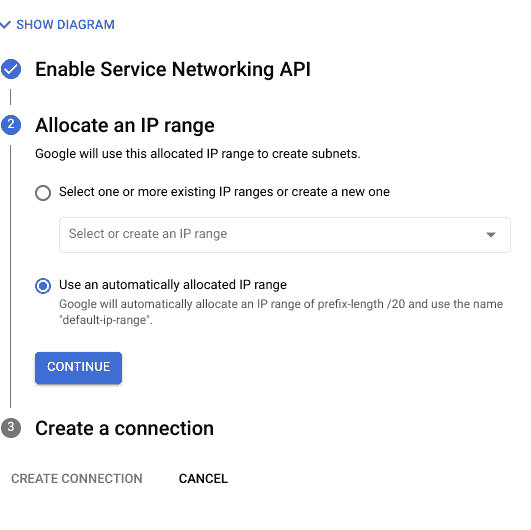 SHOW DIAGRAM
Enable Service Networking API
2
Allocate an IP range
Google will use this allocated IP range to create subnets.
Select one or more existing IP ranges or create a new one
Select or create an IP range
Use an automatically allocated IP range
Google will automatically allocate an IP range of prefix-length /20 and use the name
"default-ip-range".
CONTINUE
3
Create a connection
CREATE CONNECTION
CANCEL